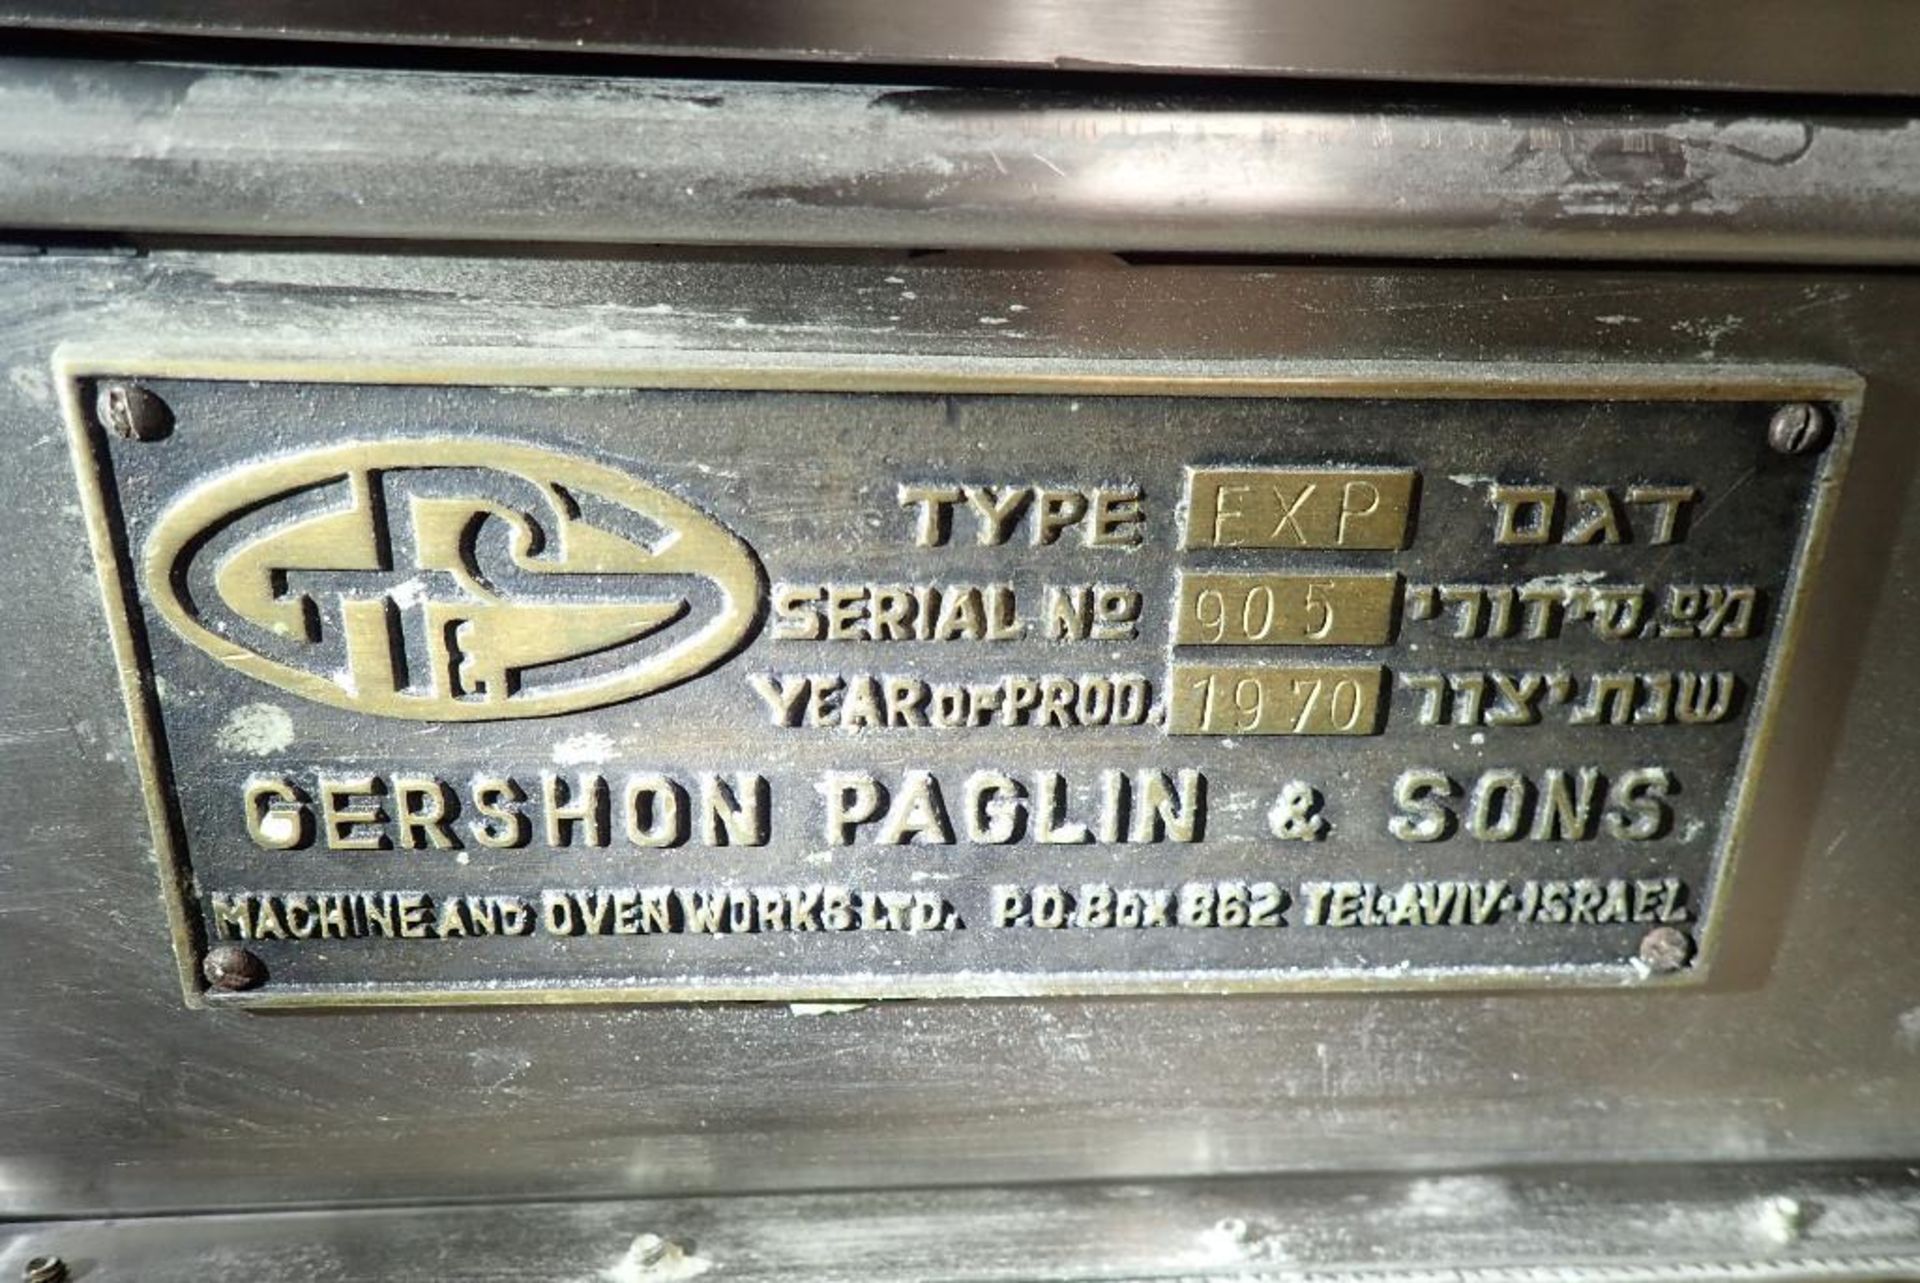 TYPE EXP דגם
SERIAL No 905 מס. סידורי
YEAR OF PROD. 1970 שנת יצור
GERSHON PAGLIN & SONS
MACHINE AND OVEN WORKS LTD. P.O.BOX 862 TEL-AVIV-ISRAEL